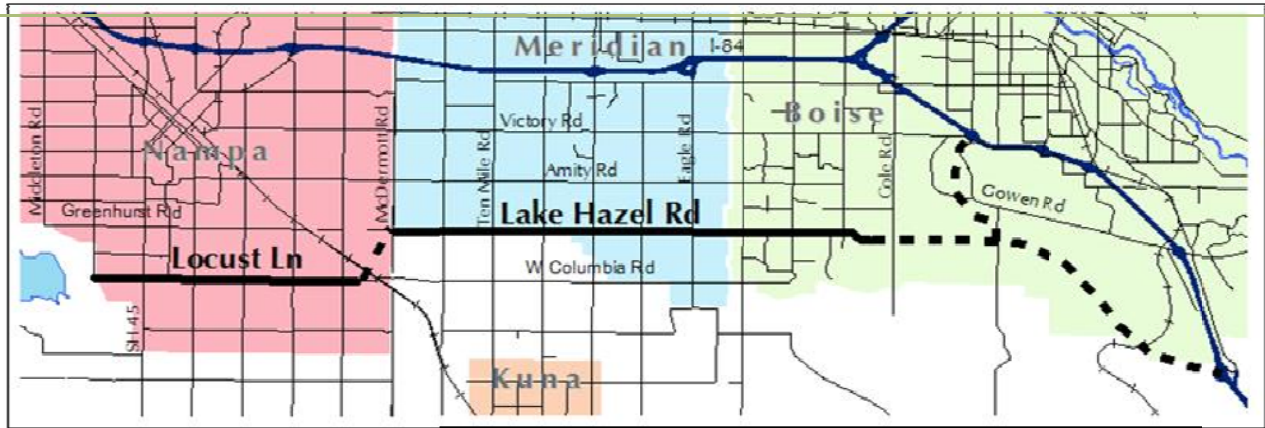 Meridian
I-84
Boise
Victory Rd
Nampa
Middleton Rd
McDermott Rd
Ten Mile Rd
Eagle Rd
Cole Rd
Amity Rd
Gowen Rd
Greenhurst Rd
Lake Hazel Rd
Locust Ln
W Columbia Rd
SH-45
Kuna